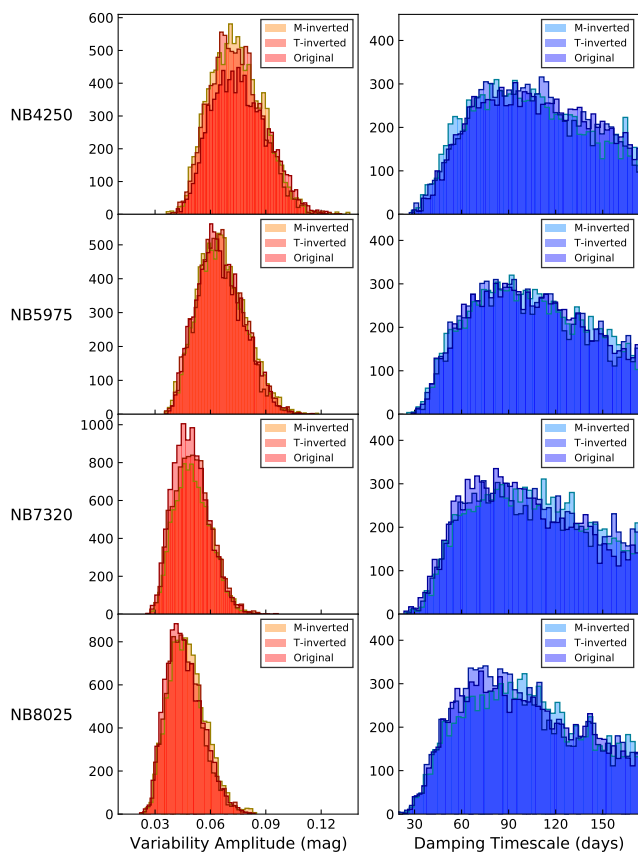 600
500
400
300
200
100
0
M-inverted
T-inverted
Original
400
300
200
100
0
M-inverted
T-inverted
Original
NB4250
500
400
300
200
100
0
M-inverted
T-inverted
Original
400
300
200
100
0
M-inverted
T-inverted
Original
NB5975
1000
800
600
400
200
0
M-inverted
T-inverted
Original
400
300
200
100
0
M-inverted
T-inverted
Original
NB7320
800
600
400
200
0
M-inverted
T-inverted
Original
400
300
200
100
0
M-inverted
T-inverted
Original
NB8025
0.03 0.06 0.09 0.12
30 60 90 120 150
Variability Amplitude (mag)
Damping Timescale (days)